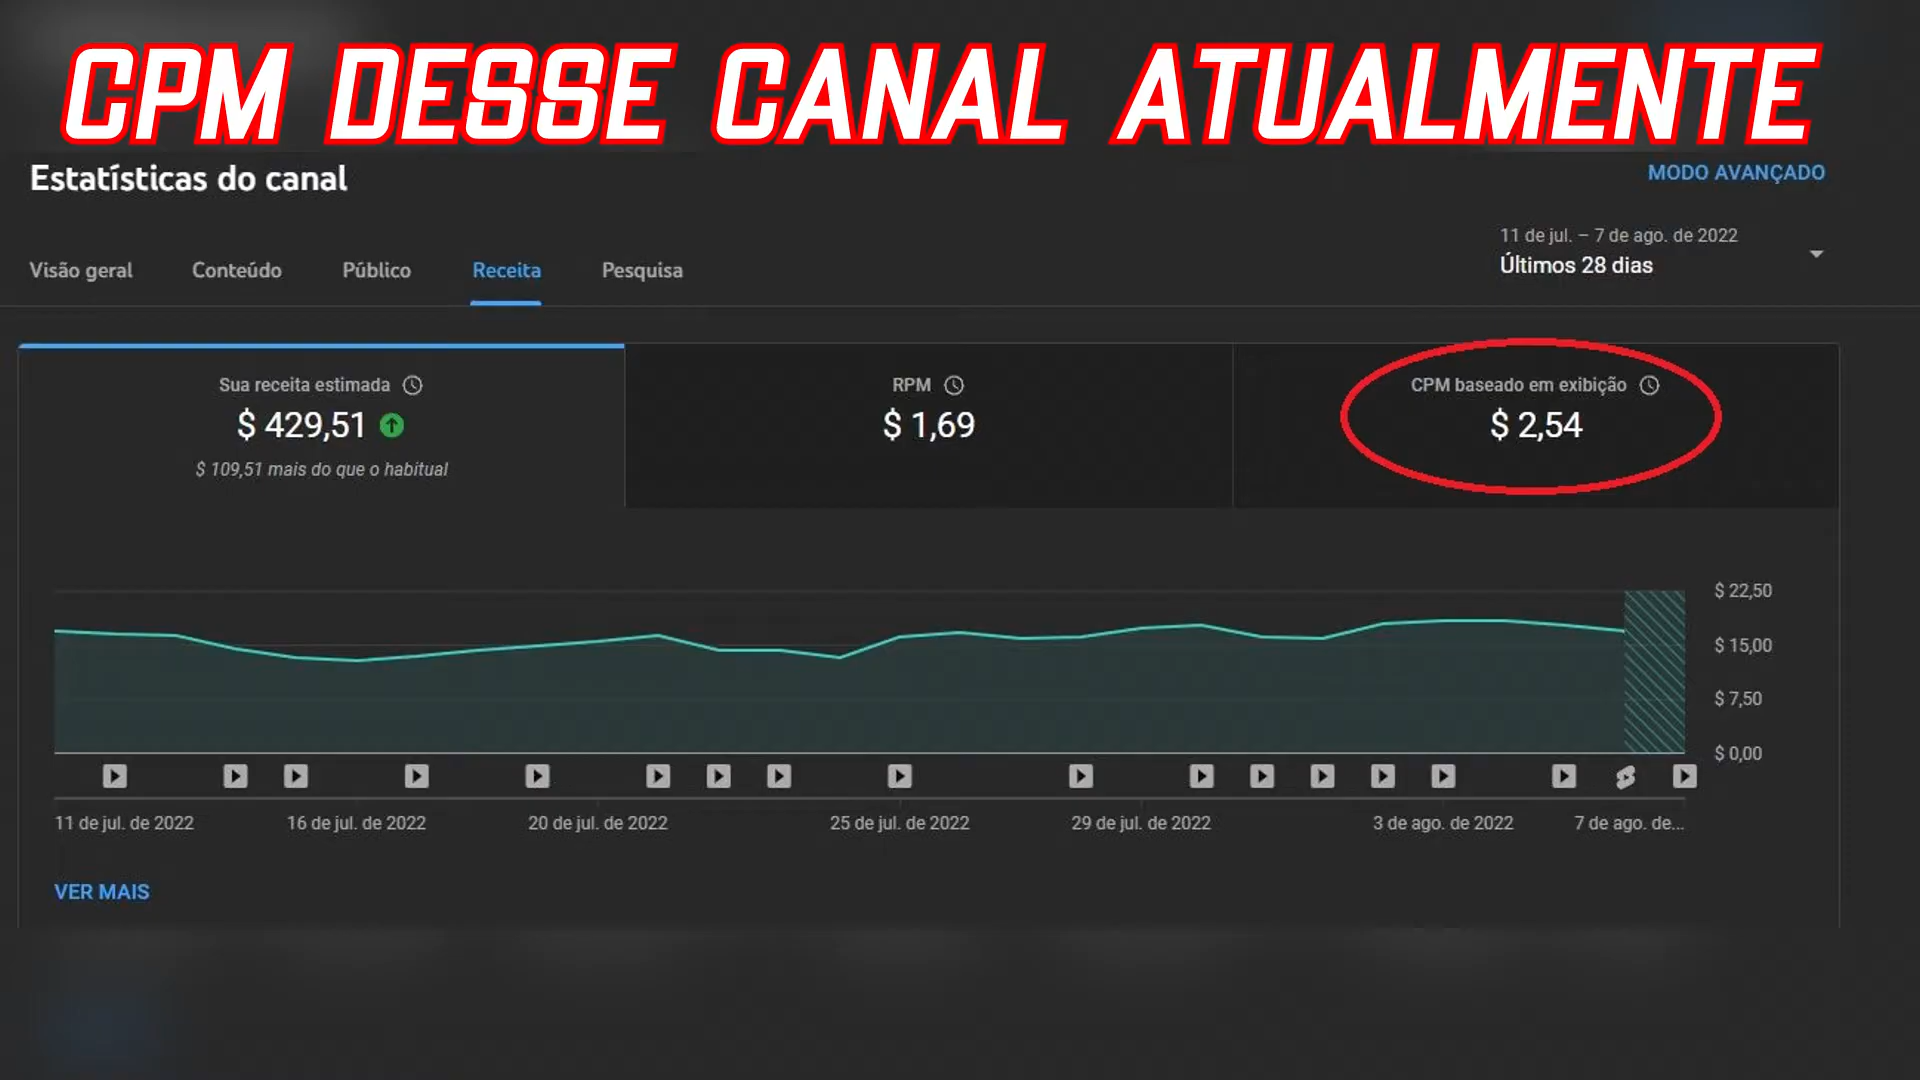 CPM DESSE CANAL ATUALMENTE
Estatísticas do canal
MODO AVANÇADO
11 de jul. – 7 de ago. de 2022
Últimos 28 dias
Visão geral
Conteúdo
Público
Receita
Pesquisa
Sua receita estimada
$ 429,51
$ 109,51 mais do que o habitual
RPM
$ 1,69
CPM baseado em exibição
$ 2,54
$ 22,50
$ 15,00
$ 7,50
$ 0,00
11 de jul. de 2022
16 de jul. de 2022
20 de jul. de 2022
25 de jul. de 2022
29 de jul. de 2022
3 de ago. de 2022
7 de ago. de...
VER MAIS